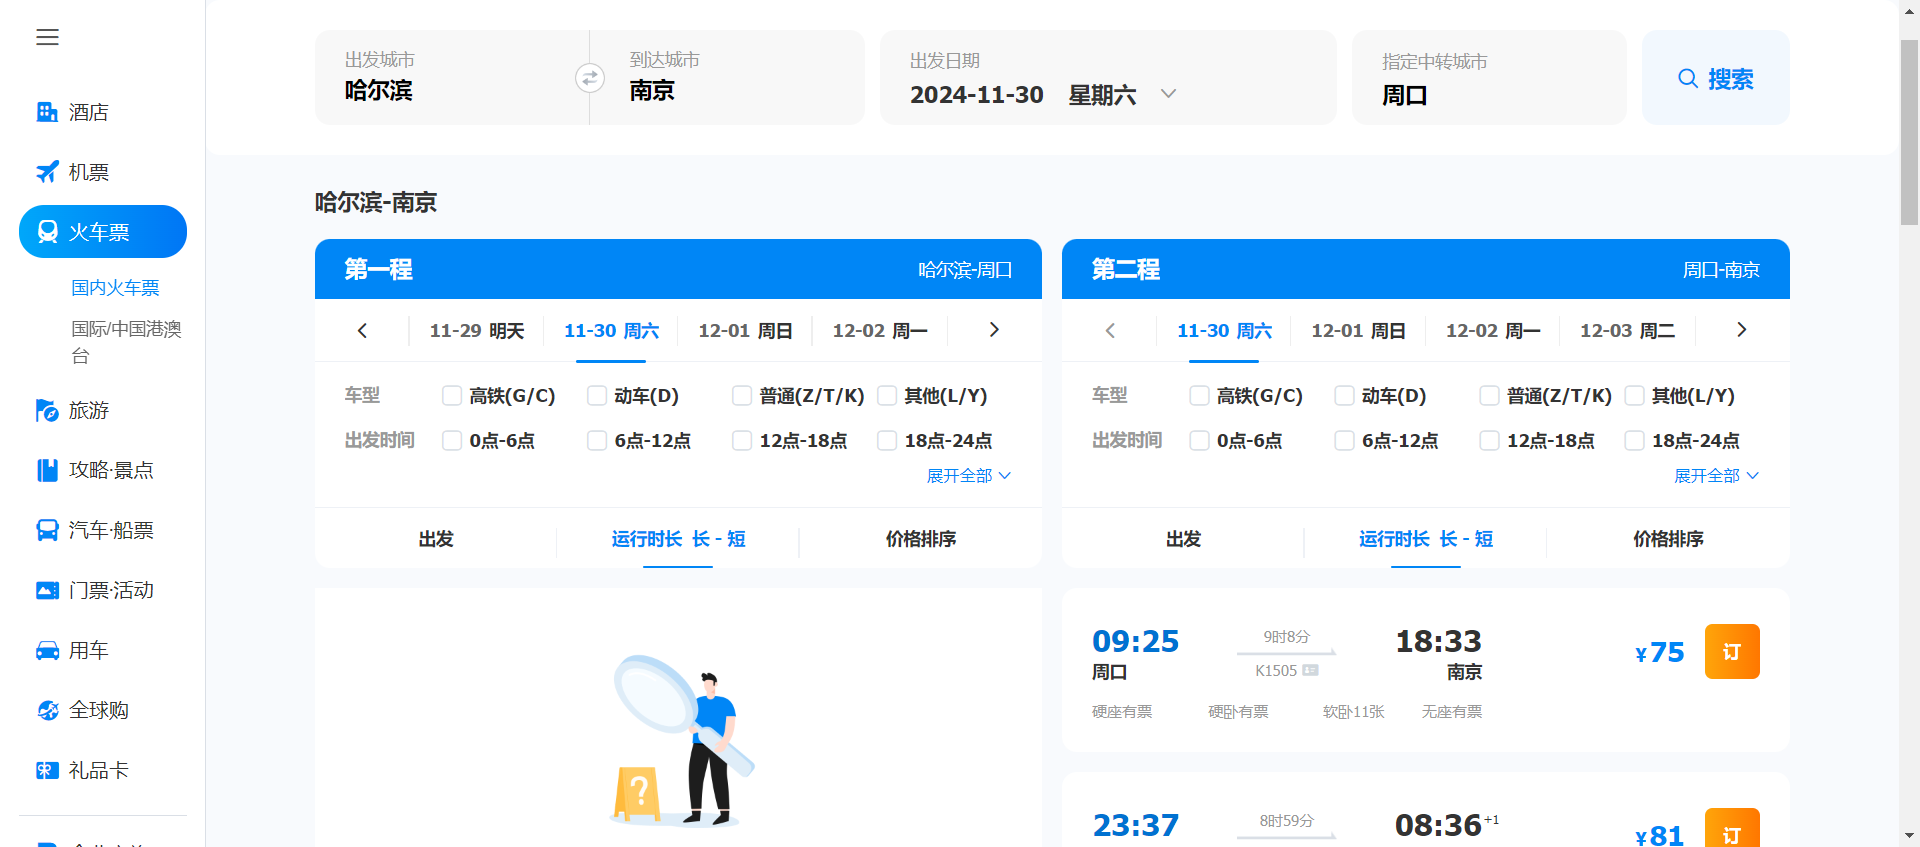 酒店
机票
火车票
国内火车票
国际/中国港澳
台
旅游
攻略·景点
汽车·船票
门票·活动
用车
全球购
礼品卡
出发城市
哈尔滨
到达城市
南京
出发日期
2024-11-30 星期六
指定中转城市
周口
搜索
哈尔滨-南京
第一程 哈尔滨-周口
11-29 明天 11-30 周六 12-01 周日 12-02 周一
车型 高铁(G/C) 动车(D) 普通(Z/T/K) 其他(L/Y)
出发时间 0点-6点 6点-12点 12点-18点 18点-24点
展开全部
出发 运行时长 长 - 短 价格排序
?
第二程 周口-南京
11-30 周六 12-01 周日 12-02 周一 12-03 周二
车型 高铁(G/C) 动车(D) 普通(Z/T/K) 其他(L/Y)
出发时间 0点-6点 6点-12点 12点-18点 18点-24点
展开全部
出发 运行时长 长 - 短 价格排序
09:25 9时8分 18:33 ¥75 订
周口 K1505 南京
硬座有票 硬卧有票 软卧11张 无座有票
23:37 8时59分 08:36+1 ¥81 订